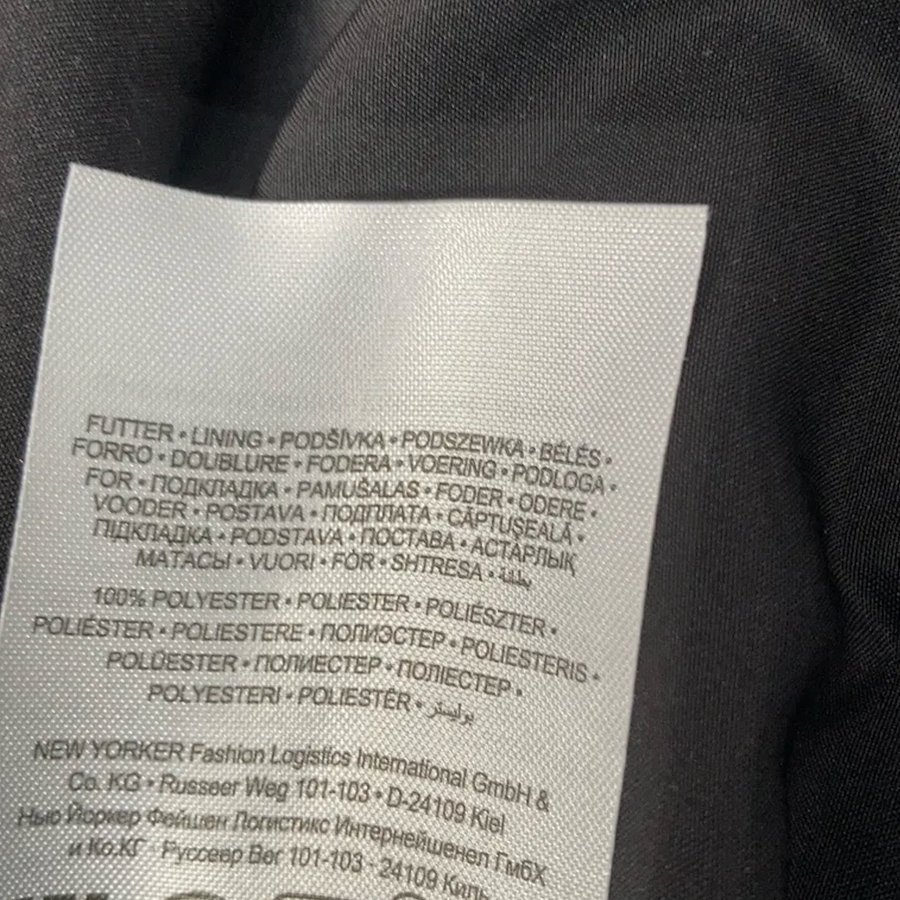 FUTTER • LINING • PODŠÍVKA • PODSZEWKA • BÉLÉS •
FORRO • DOUBLURE • FODERA • VOERING • PODLOGA •
FOR • ПОДКЛАДКА • PAMUŠALAS • FODER • ODERE •
VOODER • POSTAVA • ПОДПЛАТА • CĂPTUŞEALĂ •
ПІДКЛАДКА • PODSTAVA • ПОСТАВА • АСТАРЛЫҚ
МАТАСЫ • VUORI • FÓR • SHTRESA • بطانة
100% POLYESTER • POLIESTER • POLIÉSZTER •
POLIÉSTER • POLIESTERE • ПОЛИЭСТЕР • POLIESTERIS •
POLÜESTER • ПОЛИЕСТЕР • ПОЛІЕСТЕР •
POLYESTERI • POLIESTËR • بوليستر
NEW YORKER Fashion Logistics International GmbH &
Co. KG • Russeer Weg 101-103 • D-24109 Kiel
Нью Йоркер Фейшен Логистикс Интернейшенел ГмбХ
и Ко.КГ Руссеер Вег 101-103 - 24109 Киль